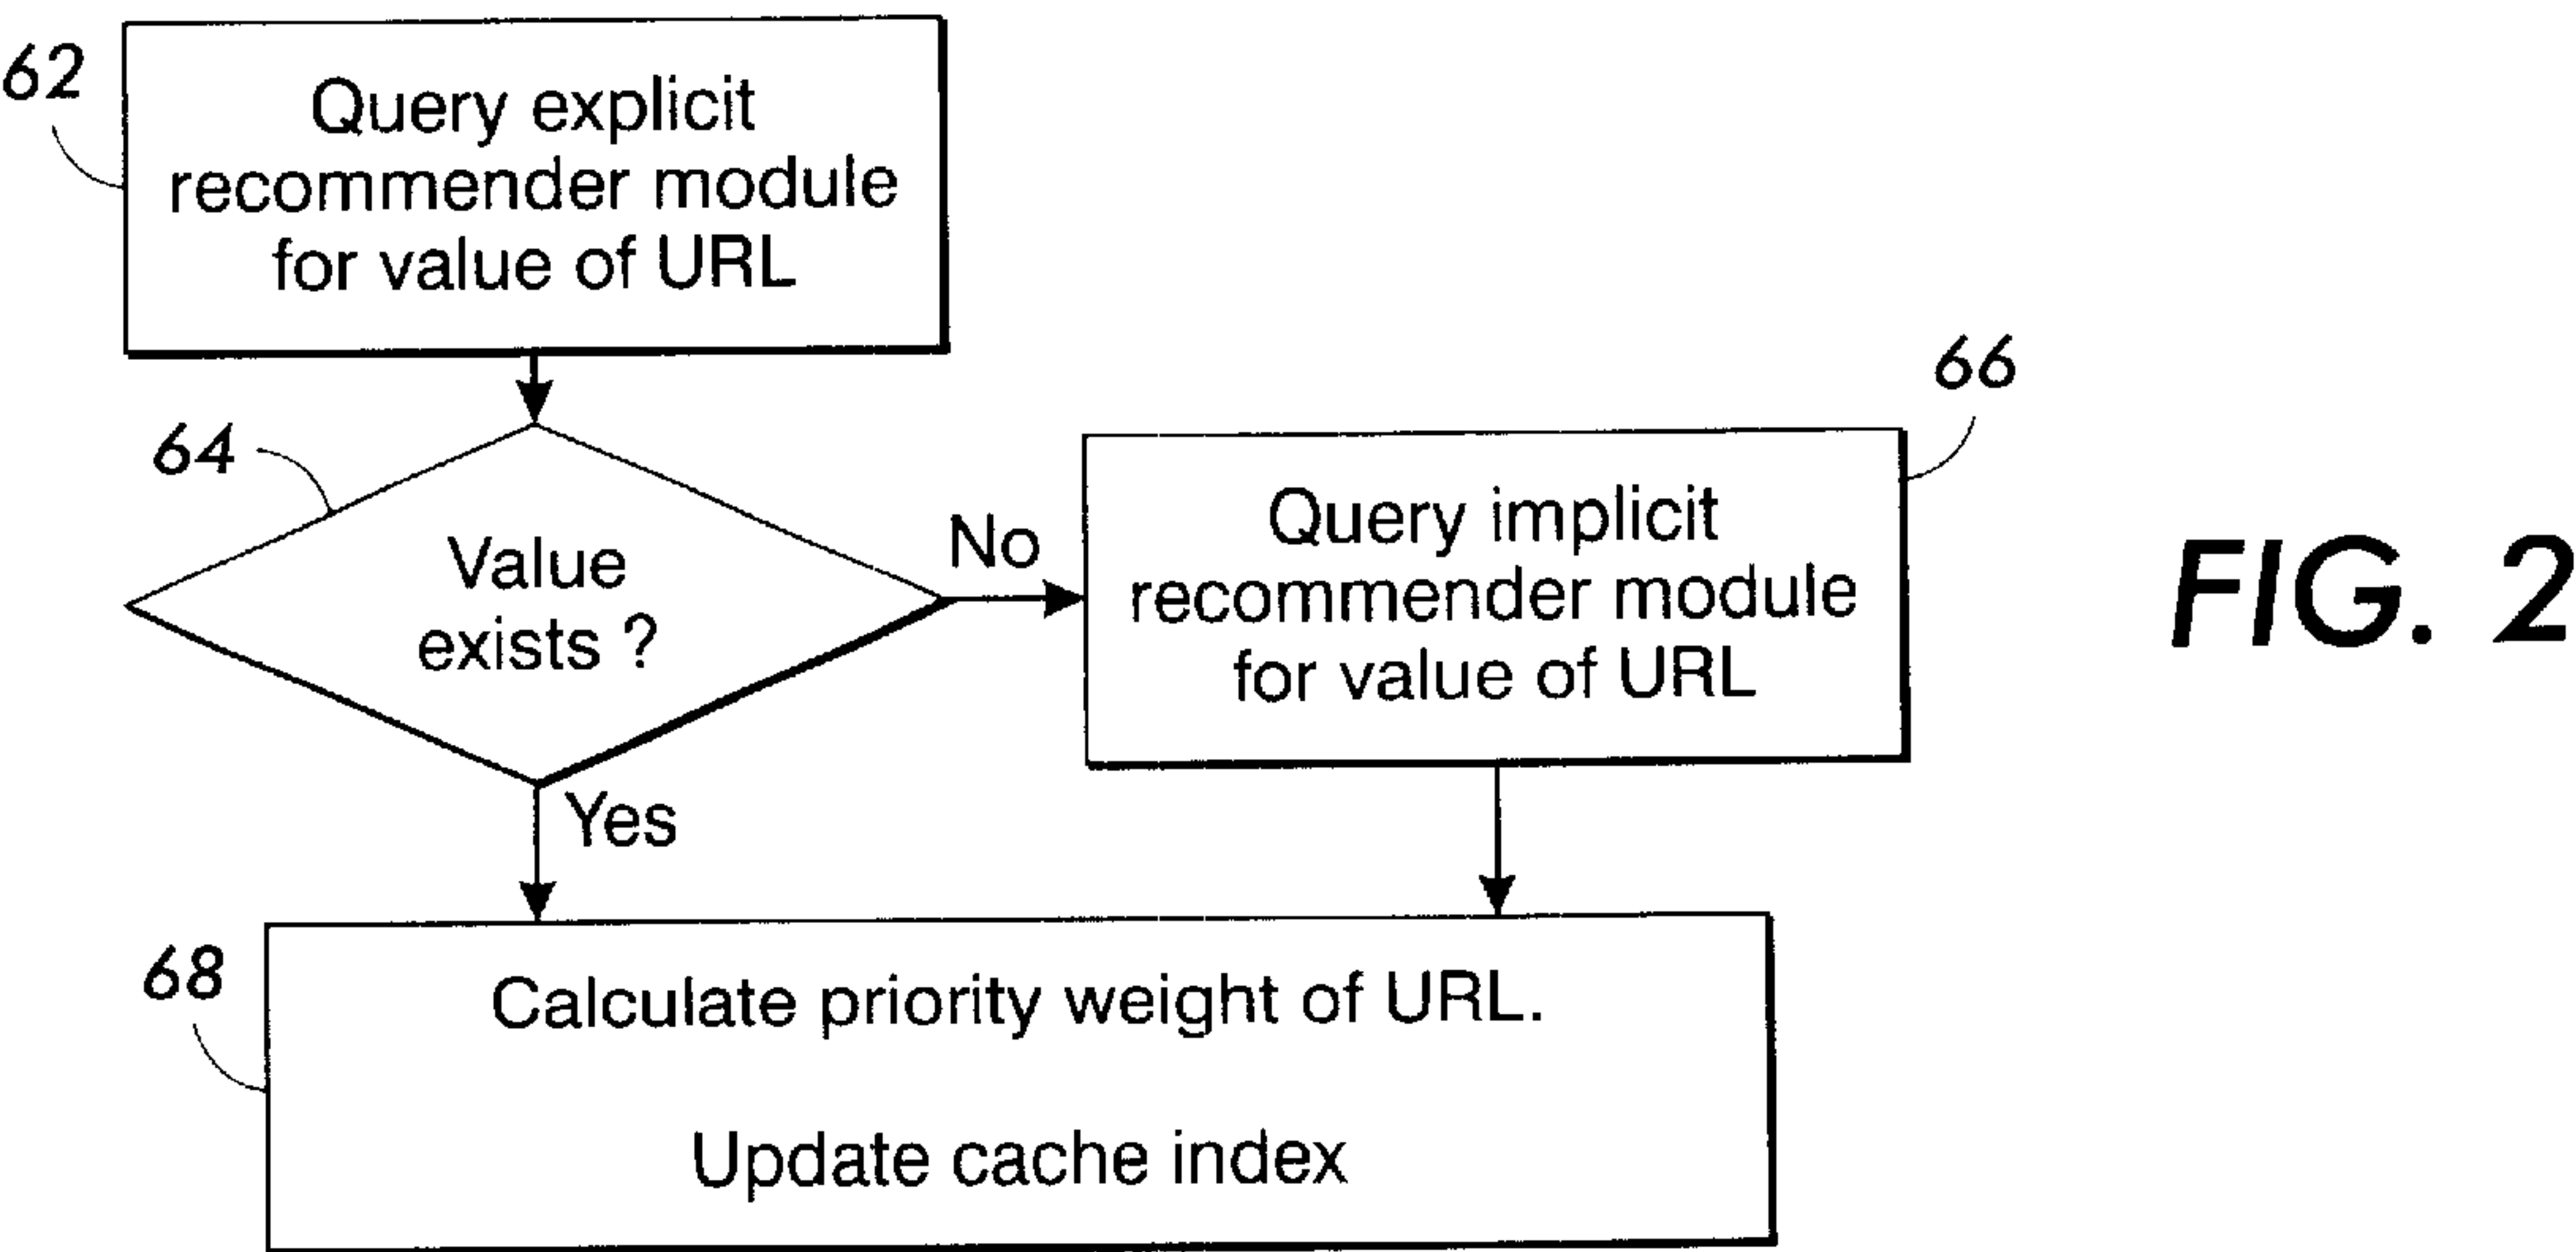 62
Query explicit
recommender module
for value of URL
64
Value
exists ?
No
66
Query implicit
recommender module
for value of URL
FIG. 2
Yes
68
Calculate priority weight of URL.
Update cache index